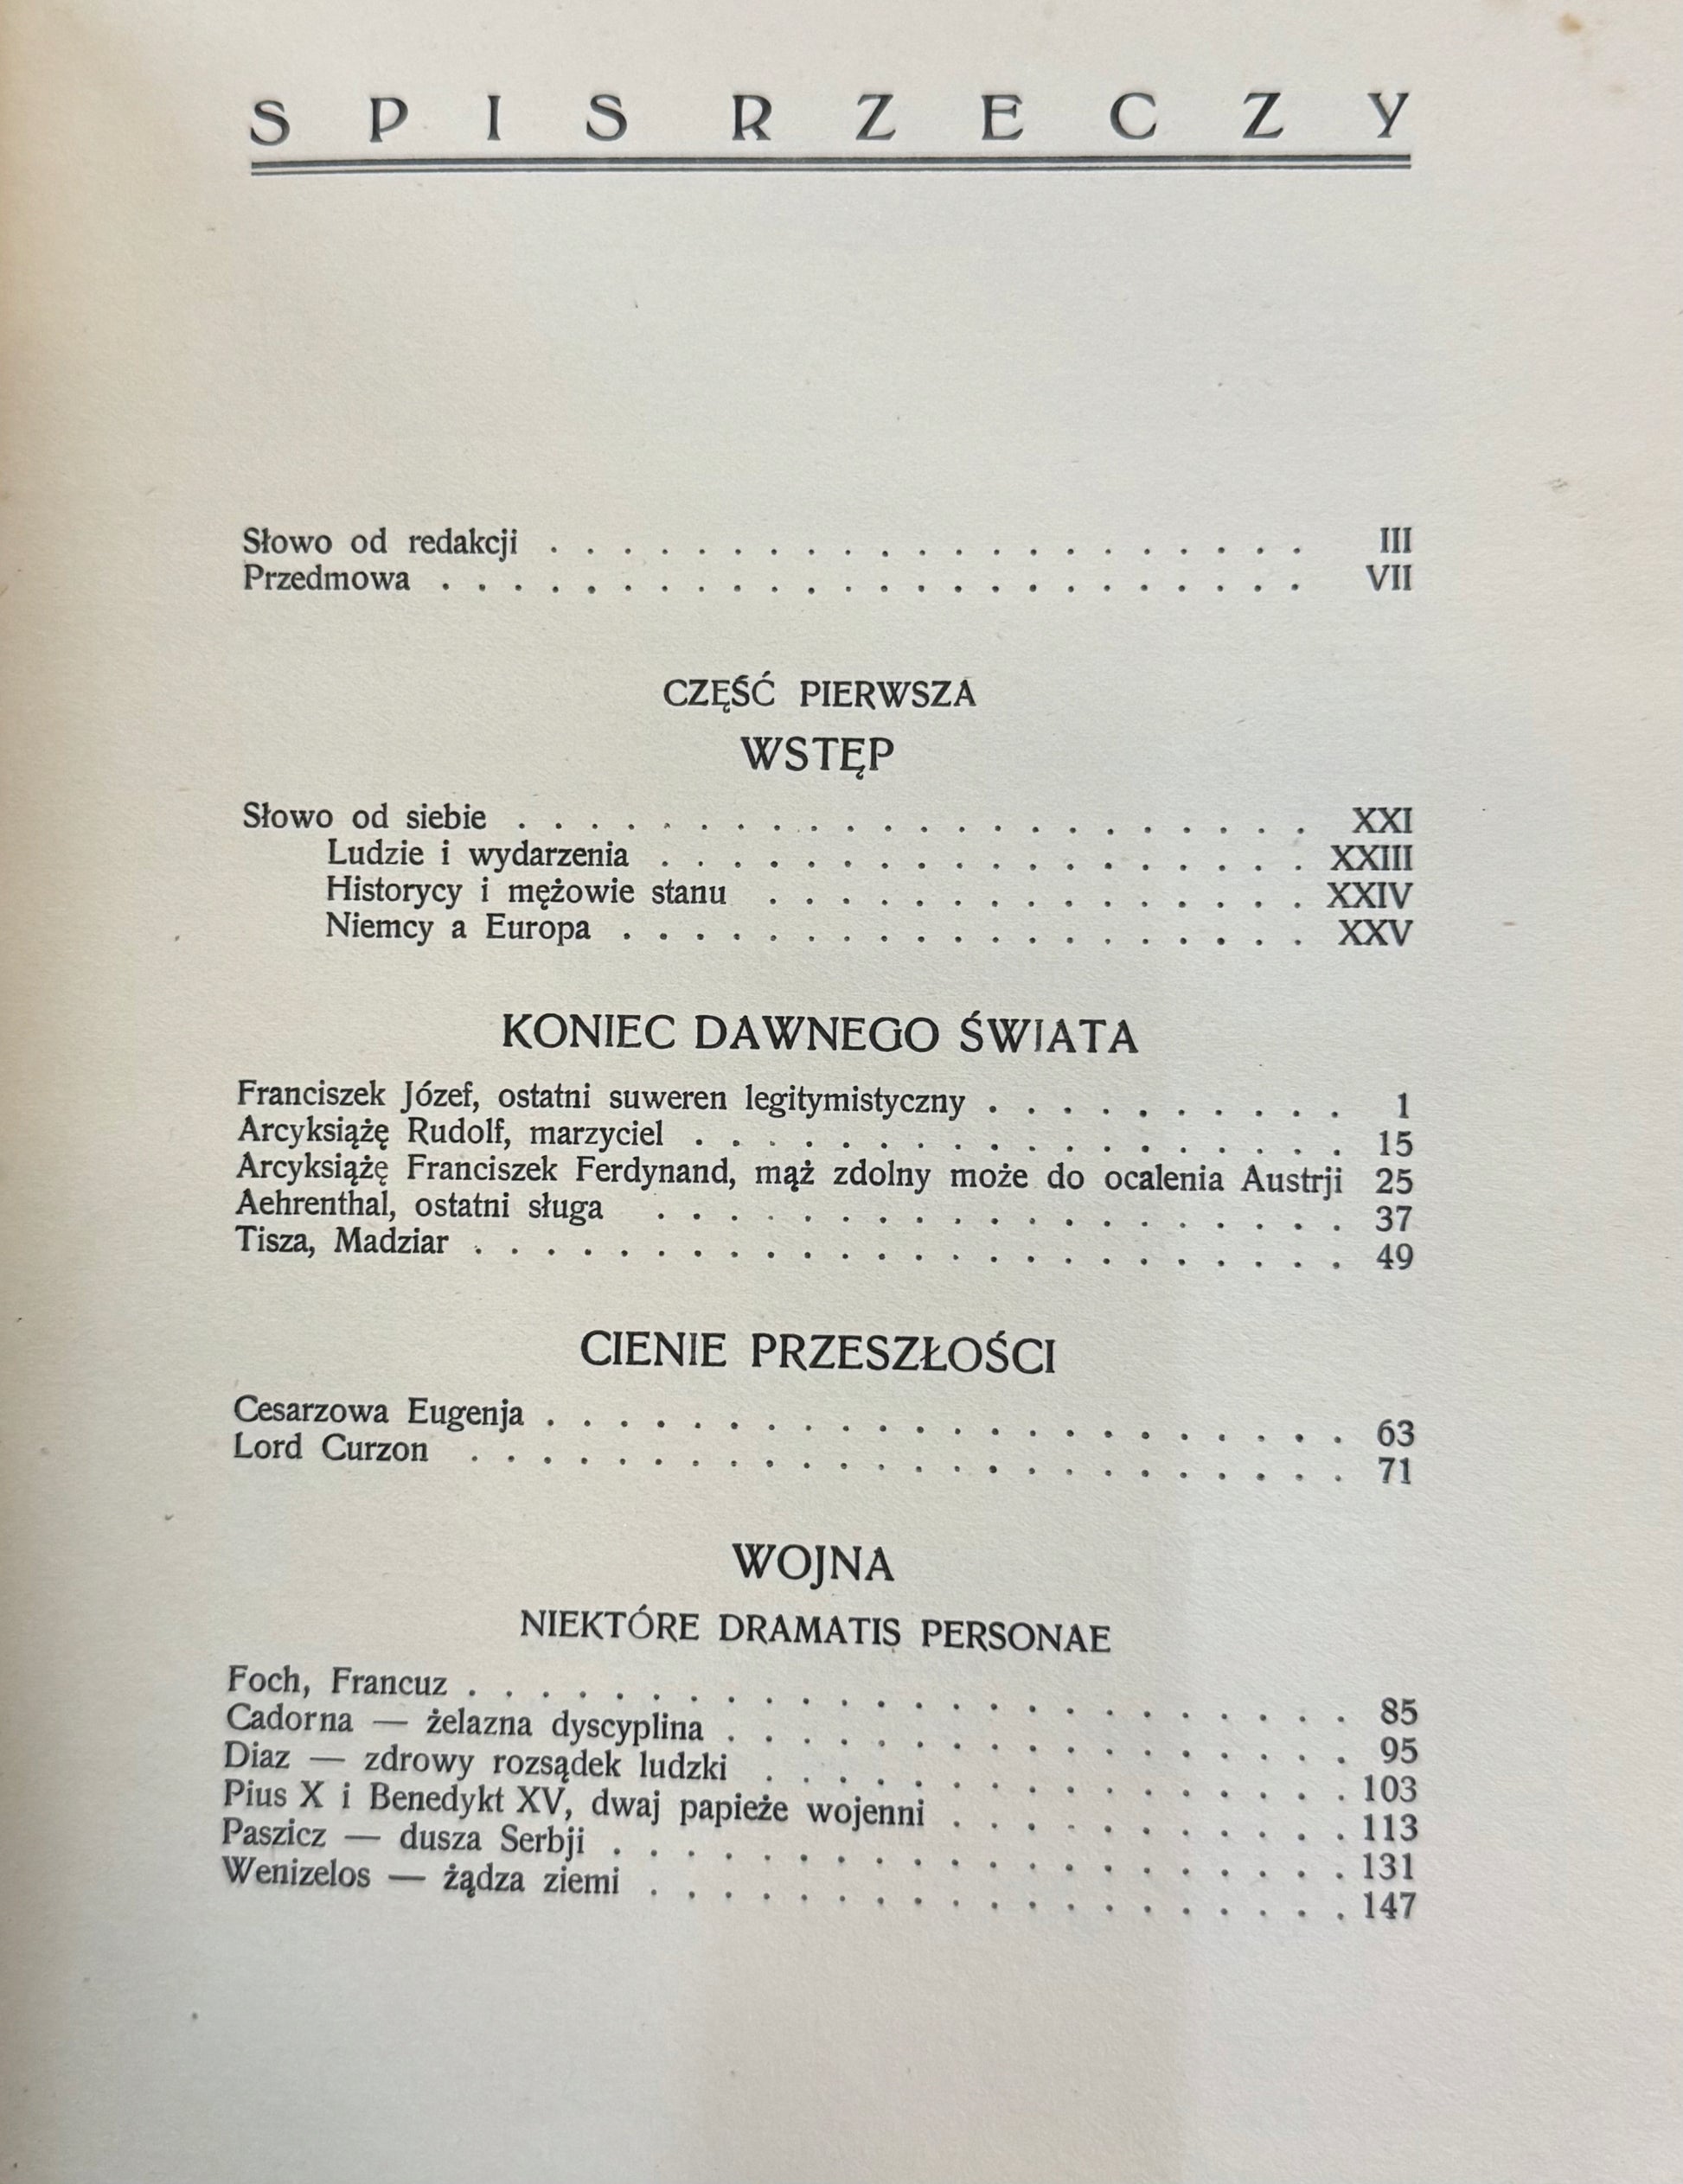 SPIS RZECZY
Słowo od redakcji . . . . . . . . . . . . . . . . . . . . . III
Przedmowa . . . . . . . . . . . . . . . . . . . . . . . . VII
CZĘŚĆ PIERWSZA
WSTĘP
Słowo od siebie . . . . . . . . . . . . . . . . . . . . . . XXI
Ludzie i wydarzenia . . . . . . . . . . . . . . . . . . XXIII
Historycy i mężowie stanu . . . . . . . . . . . . . . . XXIV
Niemcy a Europa . . . . . . . . . . . . . . . . . . . XXV
KONIEC DAWNEGO ŚWIATA
Franciszek Józef, ostatni suweren legitymistyczny . . . . . . . . . . 1
Arcyksiążę Rudolf, marzyciel . . . . . . . . . . . . . . . . . . 15
Arcyksiążę Franciszek Ferdynand, mąż zdolny może do ocalenia Austrji 25
Aehrenthal, ostatni sługa . . . . . . . . . . . . . . . . . . . 37
Tisza, Madziar . . . . . . . . . . . . . . . . . . . . . . . . 49
CIENIE PRZESZŁOŚCI
Cesarzowa Eugenja . . . . . . . . . . . . . . . . . . . . . . 63
Lord Curzon . . . . . . . . . . . . . . . . . . . . . . . . 71
WOJNA
NIEKTÓRE DRAMATIS PERSONAE
Foch, Francuz . . . . . . . . . . . . . . . . . . . . . . . . 85
Cadorna — żelazna dyscyplina . . . . . . . . . . . . . . . . . 95
Diaz — zdrowy rozsądek ludzki . . . . . . . . . . . . . . . . 103
Pius X i Benedykt XV, dwaj papieże wojenni . . . . . . . . . . . 113
Paszicz — dusza Serbji . . . . . . . . . . . . . . . . . . . . 131
Wenizelos — żądza ziemi . . . . . . . . . . . . . . . . . . . 147